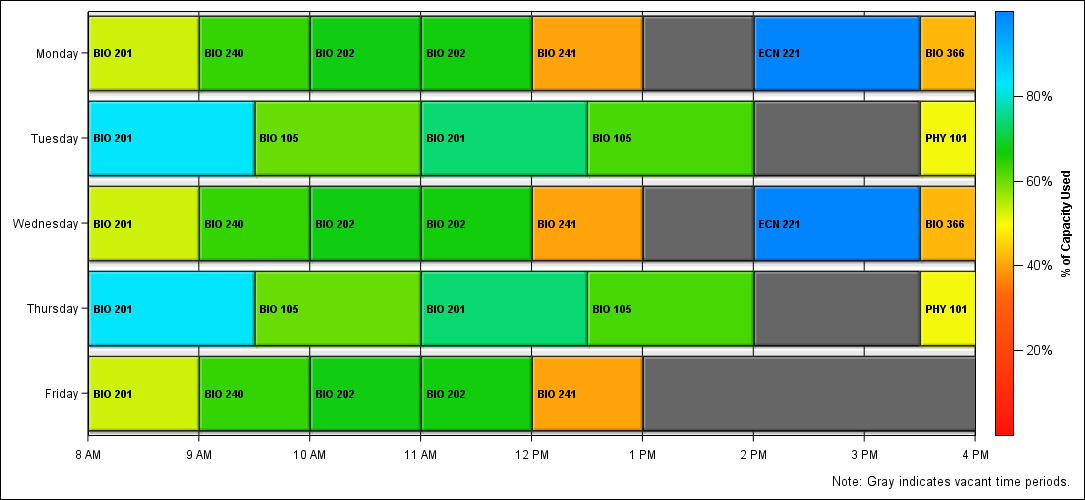 Monday
BIO 201
BIO 240
BIO 202
BIO 202
BIO 241
ECN 221
BIO 366
Tuesday
BIO 201
BIO 105
BIO 201
BIO 105
PHY 101
Wednesday
BIO 201
BIO 240
BIO 202
BIO 202
BIO 241
ECN 221
BIO 366
Thursday
BIO 201
BIO 105
BIO 201
BIO 105
PHY 101
Friday
BIO 201
BIO 240
BIO 202
BIO 202
BIO 241
8 AM
9 AM
10 AM
11 AM
12 PM
1 PM
2 PM
3 PM
4 PM
80%
60%
40%
20%
% of Capacity Used
Note: Gray indicates vacant time periods.